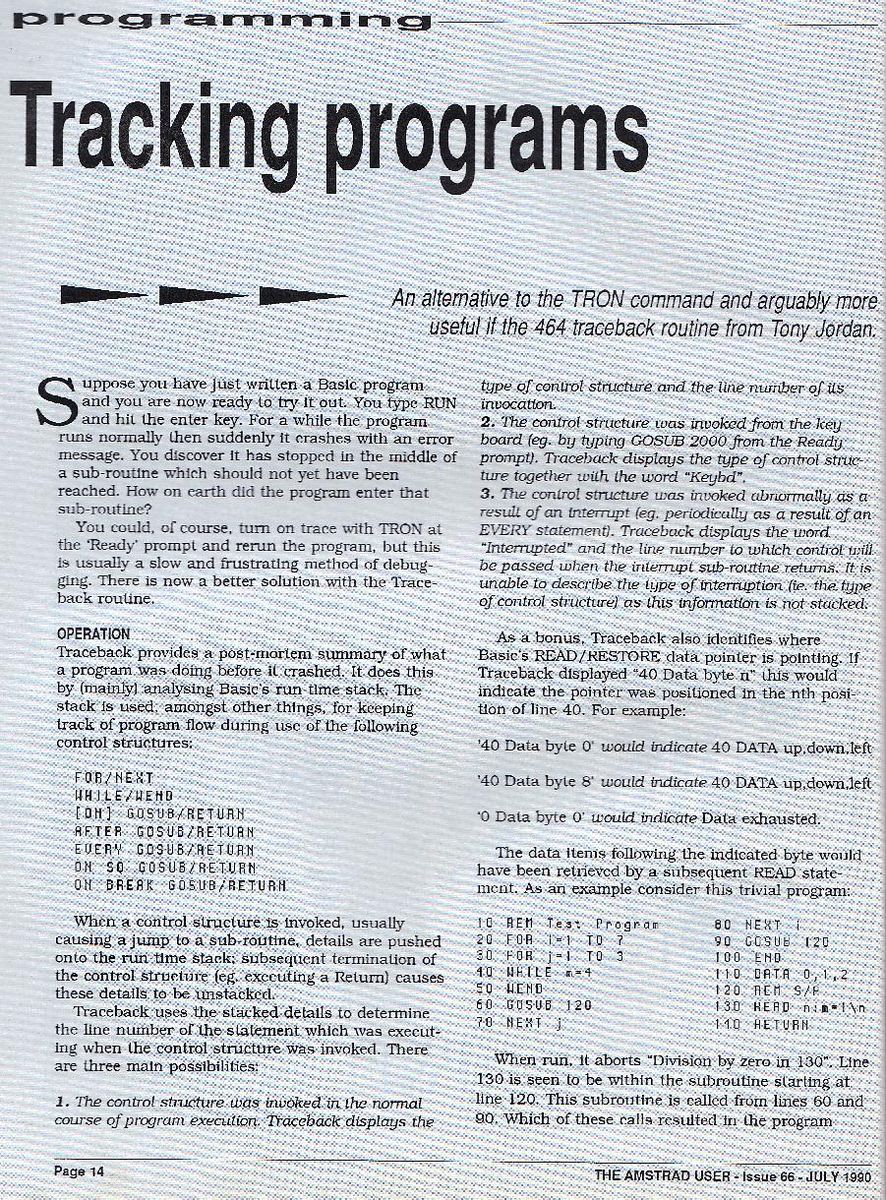 programming
Tracking programs
An alternative to the TRON command and arguably more
useful if the 464 traceback routine from Tony Jordan.
Suppose you have just written a Basic program
and you are now ready to try it out. You type RUN
and hit the enter key. For a while the program
runs normally then suddenly it crashes with an error
message. You discover it has stopped in the middle of
a sub-routine which should not yet have been
reached. How on earth did the program enter that
sub-routine?
You could, of course, turn on trace with TRON at
the 'Ready' prompt and rerun the program, but this
is usually a slow and frustrating method of debug-
ging. There is now a better solution with the Trace-
back routine.
OPERATION
Traceback provides a post-mortem summary of what
a program was doing before it crashed. It does this
by (mainly) analysing Basic's run-time stack. The
stack is used, amongst other things, for keeping
track of program flow during use of the following
control structures:
FOR/NEXT
WHILE/WEND
[ON] GOSUB/RETURN
AFTER GOSUB/RETURN
EVERY GOSUB/RETURN
ON SQ GOSUB/RETURN
ON BREAK GOSUB/RETURN
When a control structure is invoked, usually
causing a jump to a sub-routine, details are pushed
onto the run time stack; subsequent termination of
the control structure (eg. executing a Return) causes
these details to be unstacked.
Traceback uses the stacked details to determine
the line number of the statement which was execut-
ing when the control structure was invoked. There
are three main possibilities:
1. The control structure was invoked in the normal
course of program execution. Traceback displays the
type of control structure and the line number of its
invocation.
2. The control structure was invoked from the key
board (eg. by typing GOSUB 2000 from the Ready
prompt). Traceback displays the type of control struc-
ture together with the word "Keybd".
3. The control structure was invoked abnormally as a
result of an interrupt (eg. periodically as a result of an
EVERY statement). Traceback displays the word
"Interrupted" and the line number to which control will
be passed when the interrupt sub-routine returns. It is
unable to describe the type of interruption (ie. the type
of control structure) as this information is not stacked.
As a bonus, Traceback also identifies where
Basic's READ/RESTORE data pointer is pointing. If
Traceback displayed "40 Data byte n" this would
indicate the pointer was positioned in the nth posi-
tion of line 40. For example:
'40 Data byte 0' would indicate 40 DATA up,down,left
'40 Data byte 8' would indicate 40 DATA up,down,left
'0 Data byte 0' would indicate Data exhausted.
The data items following the indicated byte would
have been retrieved by a subsequent READ state-
ment. As an example consider this trivial program:
10 REM Test Program
20 FOR i=1 TO 7
30 FOR j=1 TO 3
40 WHILE m=4
50 WEND
60 GOSUB 120
70 NEXT j
80 NEXT i
90 GOSUB 120
100 END
110 DATA 0,1,2
120 REM S/R
130 READ n:m=1\n
140 RETURN
When run, it aborts "Division by zero in 130". Line
130 is seen to be within the subroutine starting at
line 120. This subroutine is called from lines 60 and
90. Which of these calls resulted in the program
Page 14
THE AMSTRAD USER - Issue 66 - JULY 1990